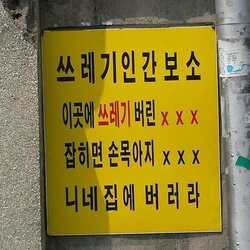 쓰레기인간보소
이곳에 쓰레기 버린 x x x
잡히면 손목아지 x x x
니네집에 버러라